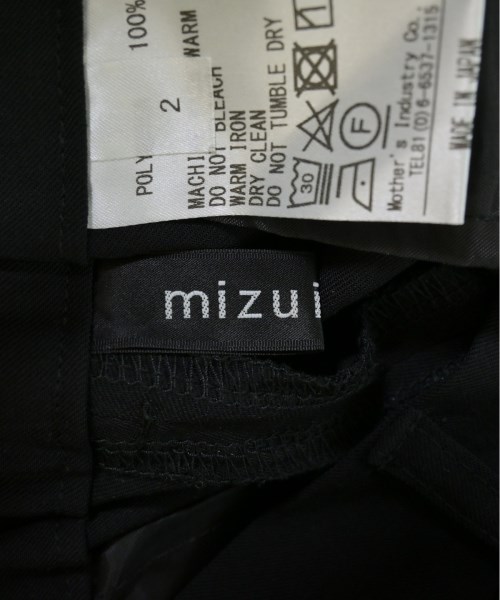 POLY 100%
2
MACHI WARM
DO NOT BLEACH
WARM IRON
DRY CLEAN
DO NOT TUMBLE DRY
30
F
Mother's Industry Co.,
TEL81(0)6-6537-1315
MADE IN JAPAN
mizui